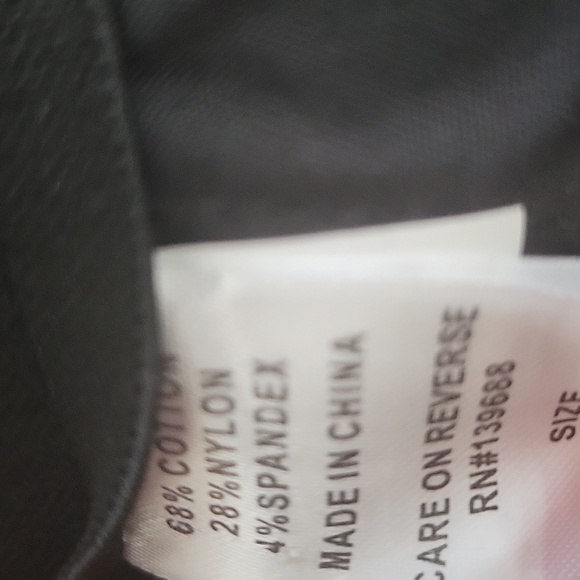 68% COTTON
28%NYLON
4%SPANDEX
MADE IN CHINA
CARE ON REVERSE
RN#139688
SIZE